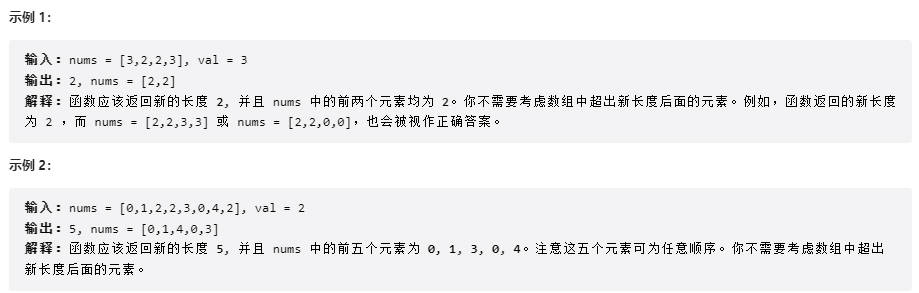 示例 1:
输入：nums = [3,2,2,3], val = 3
输出：2, nums = [2,2]
解释：函数应该返回新的长度 2, 并且 nums 中的前两个元素均为 2。你不需要考虑数组中超出新长度后面的元素。例如，函数返回的新长度
为 2 ，而 nums = [2,2,3,3] 或 nums = [2,2,0,0]，也会被视作正确答案。
示例 2:
输入：nums = [0,1,2,2,3,0,4,2], val = 2
输出：5, nums = [0,1,4,0,3]
解释：函数应该返回新的长度 5, 并且 nums 中的前五个元素为 0, 1, 3, 0, 4。注意这五个元素可为任意顺序。你不需要考虑数组中超出
新长度后面的元素。